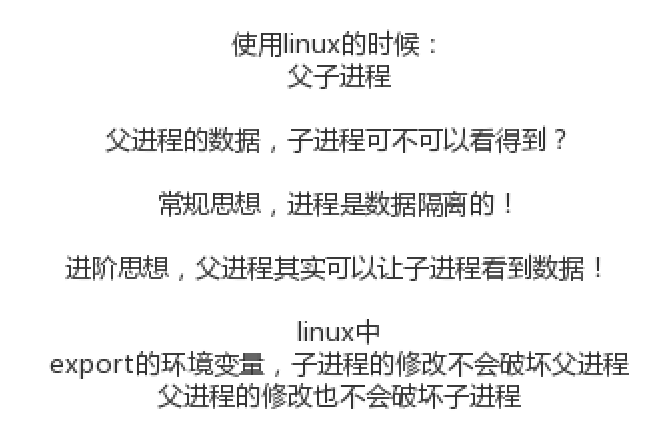 使用linux的时候：
父子进程
父进程的数据，子进程可不可以看得到？
常规思想，进程是数据隔离的！
进阶思想，父进程其实可以让子进程看到数据！
linux中
export的环境变量，子进程的修改不会破坏父进程
父进程的修改也不会破坏子进程